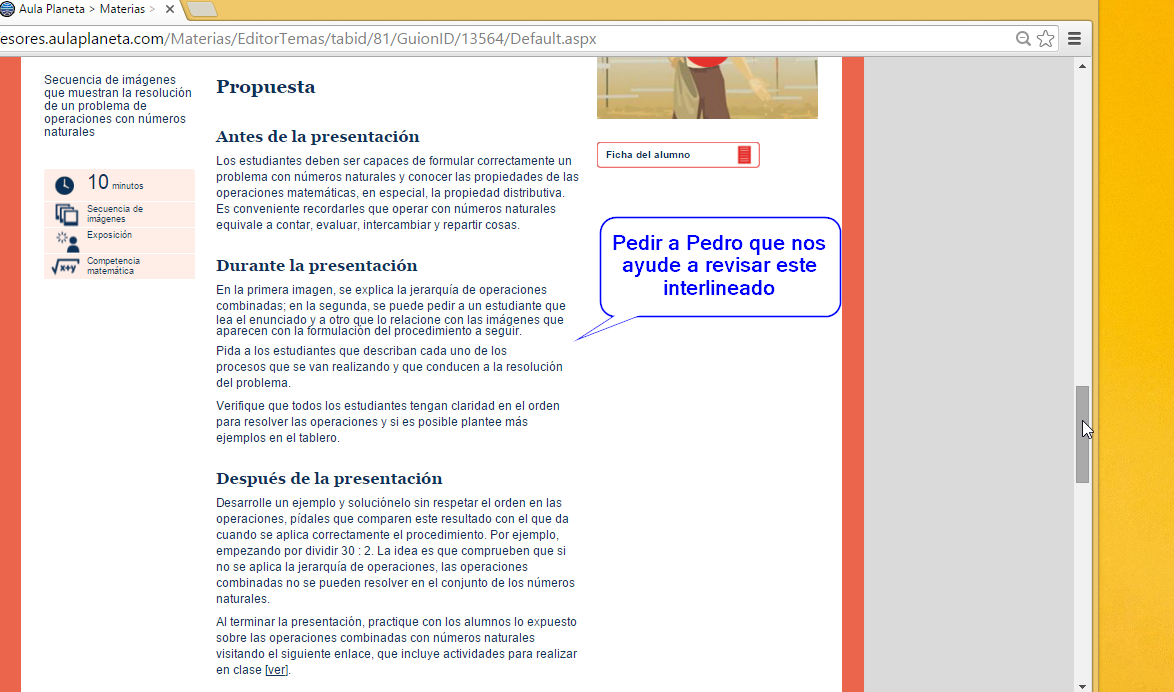 Aula Planeta > Materias >
esores.aulaplaneta.com/Materias/EditorTemas/tabid/81/GuionID/13564/Default.aspx
Secuencia de imágenes
que muestran la resolución
de un problema de
operaciones con números
naturales
10 minutos
Secuencia de
imágenes
Exposición
√x+y Competencia
matemática
Propuesta
Antes de la presentación
Los estudiantes deben ser capaces de formular correctamente un
problema con números naturales y conocer las propiedades de las
operaciones matemáticas, en especial, la propiedad distributiva.
Es conveniente recordarles que operar con números naturales
equivale a contar, evaluar, intercambiar y repartir cosas.
Durante la presentación
En la primera imagen, se explica la jerarquía de operaciones
combinadas; en la segunda, se puede pedir a un estudiante que
lea el enunciado y a otro que lo relacione con las imágenes que
aparecen con la formulación del procedimiento a seguir.
Pida a los estudiantes que describan cada uno de los
procesos que se van realizando y que conducen a la resolución
del problema.
Verifique que todos los estudiantes tengan claridad en el orden
para resolver las operaciones y si es posible plantee más
ejemplos en el tablero.
Después de la presentación
Desarrolle un ejemplo y soluciónelo sin respetar el orden en las
operaciones, pídales que comparen este resultado con el que da
cuando se aplica correctamente el procedimiento. Por ejemplo,
empezando por dividir 30 : 2. La idea es que comprueben que si
no se aplica la jerarquía de operaciones, las operaciones
combinadas no se pueden resolver en el conjunto de los números
naturales.
Al terminar la presentación, practique con los alumnos lo expuesto
sobre las operaciones combinadas con números naturales
visitando el siguiente enlace, que incluye actividades para realizar
en clase [ver].
Ficha del alumno
Pedir a Pedro que nos
ayude a revisar este
interlineado